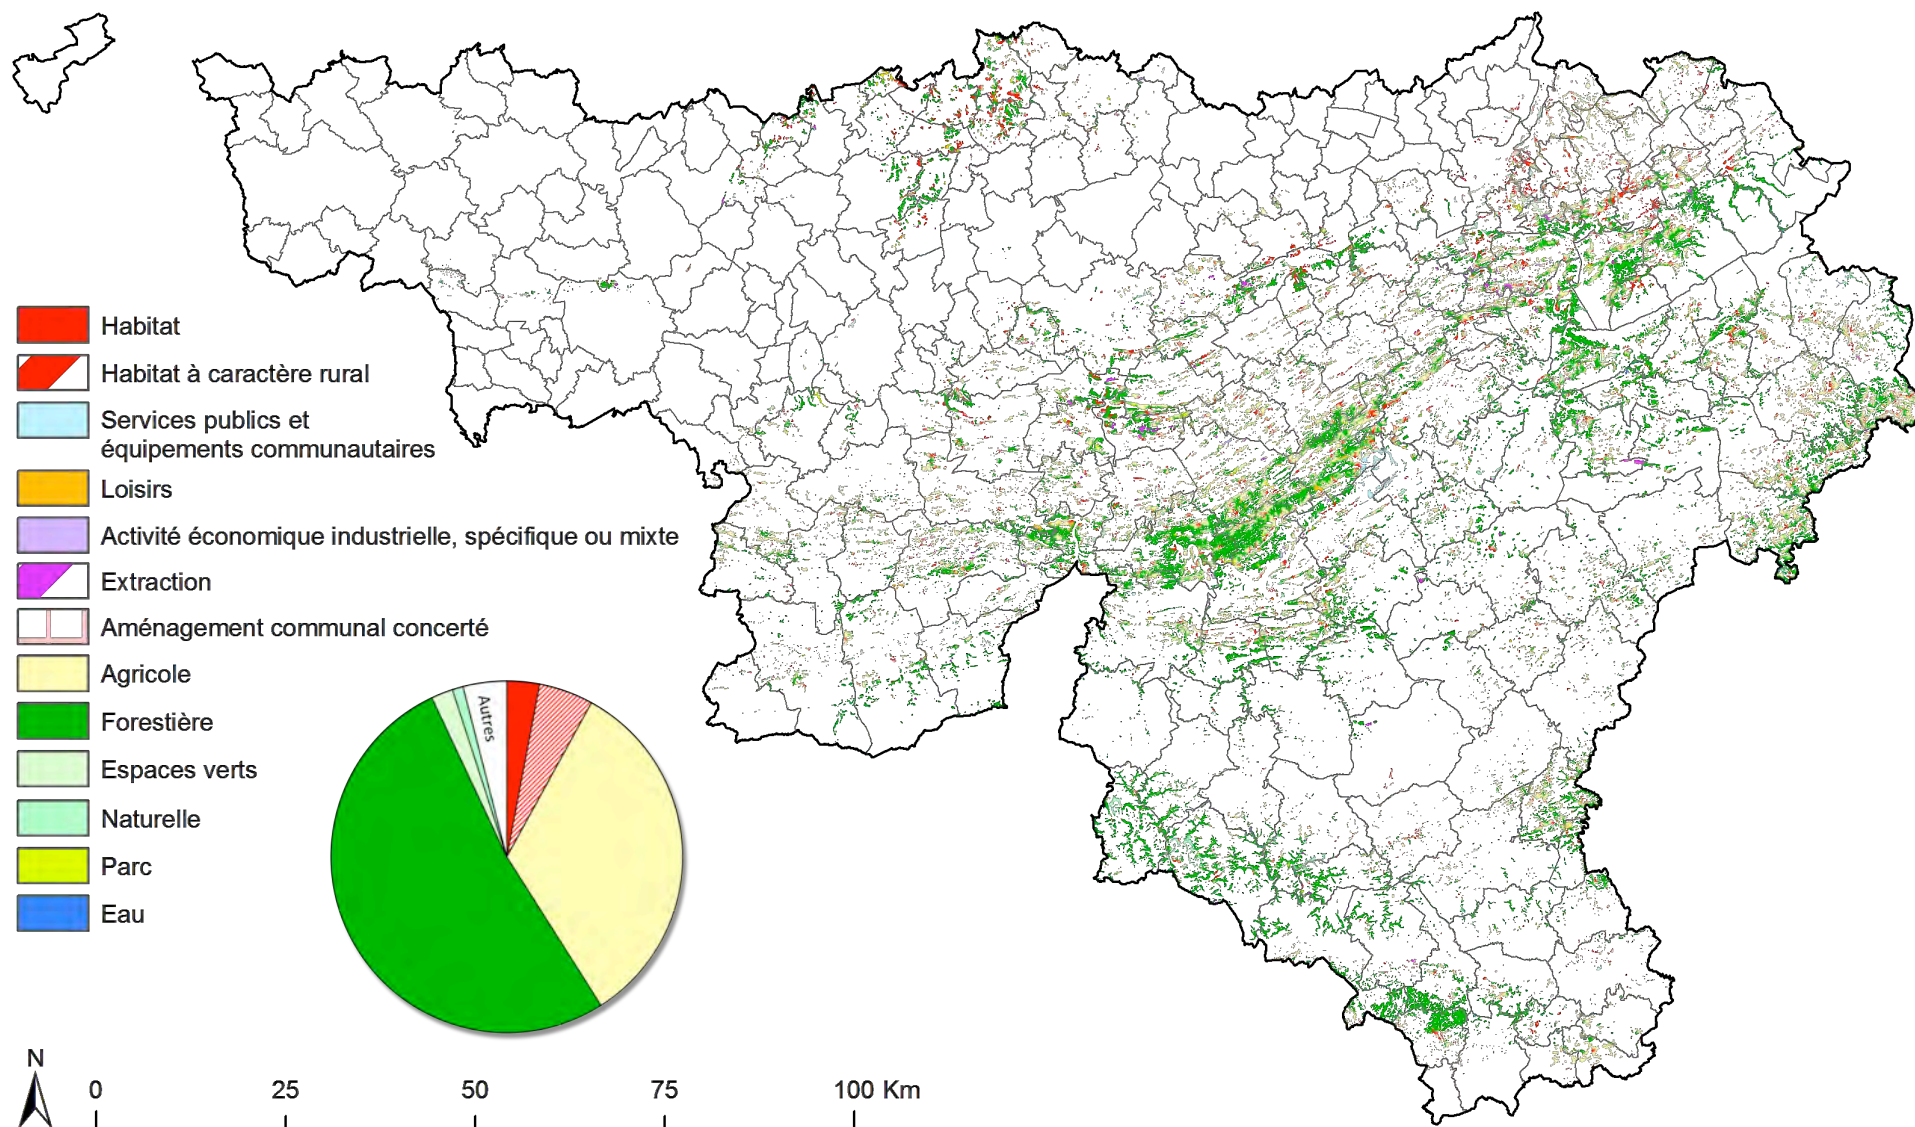 Habitat
Habitat à caractère rural
Services publics et
équipements communautaires
Loisirs
Activité économique industrielle, spécifique ou mixte
Extraction
Aménagement communal concerté
Agricole
Forestière
Espaces verts
Naturelle
Parc
Eau
Autres
N
0 25 50 75 100 Km